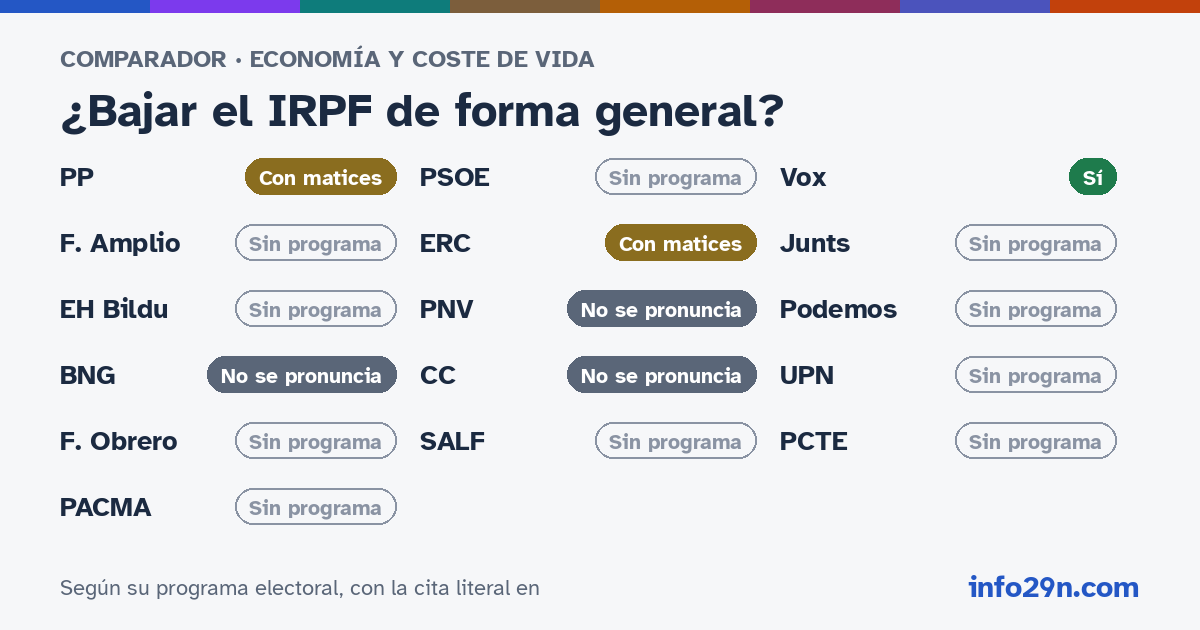 COMPARADOR · ECONOMÍA Y COSTE DE VIDA
¿Bajar el IRPF de forma general?
PP Con matices PSOE Sin programa Vox Sí
F. Amplio Sin programa ERC Con matices Junts Sin programa
EH Bildu Sin programa PNV No se pronuncia Podemos Sin programa
BNG No se pronuncia CC No se pronuncia UPN Sin programa
F. Obrero Sin programa SALF Sin programa PCTE Sin programa
PACMA Sin programa
Según su programa electoral, con la cita literal en info29n.com